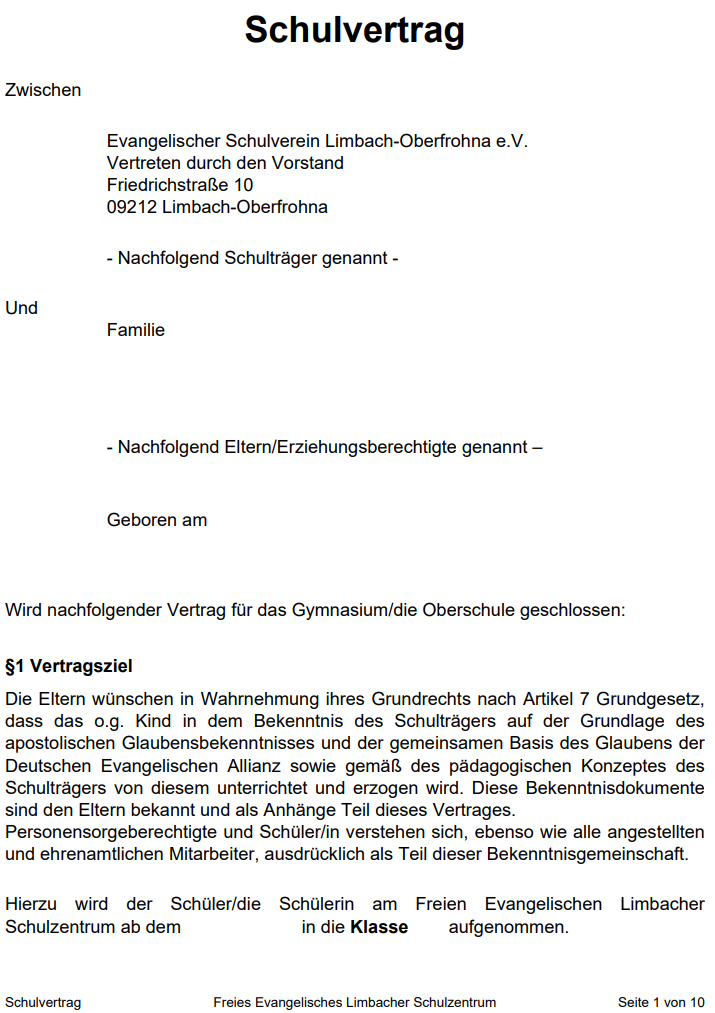 Schulvertrag
Zwischen
Evangelischer Schulverein Limbach-Oberfrohna e.V.
Vertreten durch den Vorstand
Friedrichstraße 10
09212 Limbach-Oberfrohna
- Nachfolgend Schulträger genannt -
Und
Familie
- Nachfolgend Eltern/Erziehungsberechtigte genannt –
Geboren am
Wird nachfolgender Vertrag für das Gymnasium/die Oberschule geschlossen:
§1 Vertragsziel
Die Eltern wünschen in Wahrnehmung ihres Grundrechts nach Artikel 7 Grundgesetz,
dass das o.g. Kind in dem Bekenntnis des Schulträgers auf der Grundlage des
apostolischen Glaubensbekenntnisses und der gemeinsamen Basis des Glaubens der
Deutschen Evangelischen Allianz sowie gemäß des pädagogischen Konzeptes des
Schulträgers von diesem unterrichtet und erzogen wird. Diese Bekenntnisdokumente
sind den Eltern bekannt und als Anhänge Teil dieses Vertrages.
Personensorgeberechtigte und Schüler/in verstehen sich, ebenso wie alle angestellten
und ehrenamtlichen Mitarbeiter, ausdrücklich als Teil dieser Bekenntnisgemeinschaft.
Hierzu wird der Schüler/die Schülerin am Freien Evangelischen Limbacher
Schulzentrum ab dem in die Klasse aufgenommen.
Schulvertrag Freies Evangelisches Limbacher Schulzentrum Seite 1 von 10